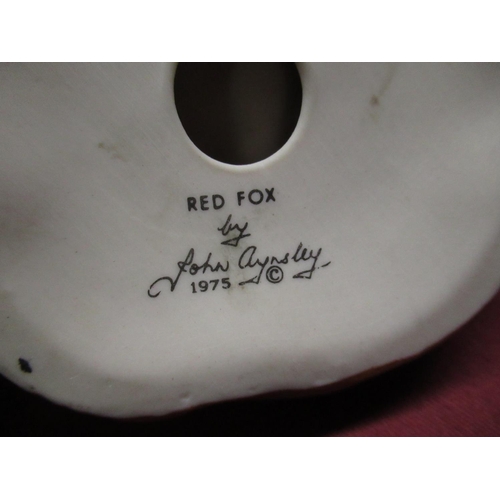 RED FOX
by
John Aynsley
1975 ©